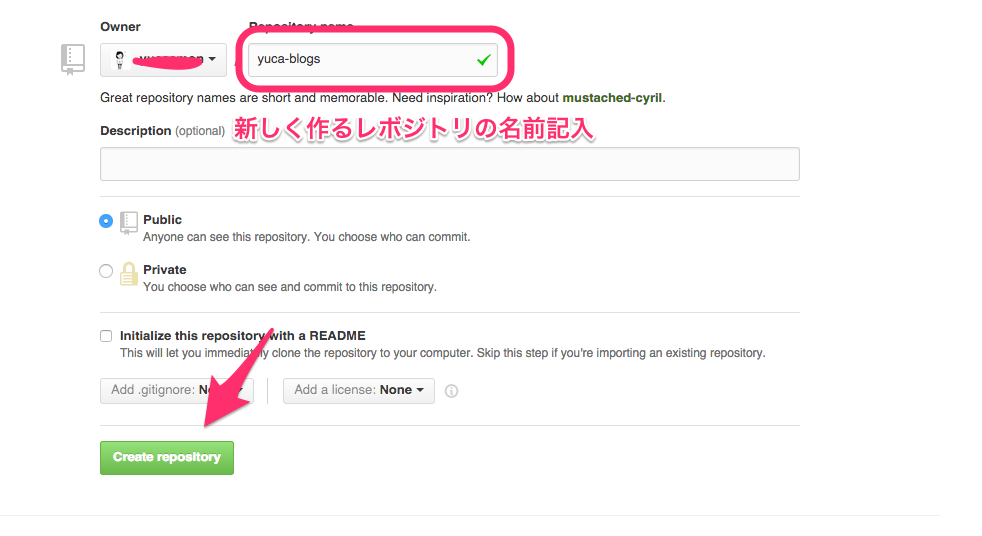 Owner
Repository name
yuca-blogs
Great repository names are short and memorable. Need inspiration? How about mustached-cyril.
Description (optional)
新しく作るレボジトリの名前記入
Public
Anyone can see this repository. You choose who can commit.
Private
You choose who can see and commit to this repository.
Initialize this repository with a README
This will let you immediately clone the repository to your computer. Skip this step if you're importing an existing repository.
Add .gitignore: None
Add a license: None
Create repository